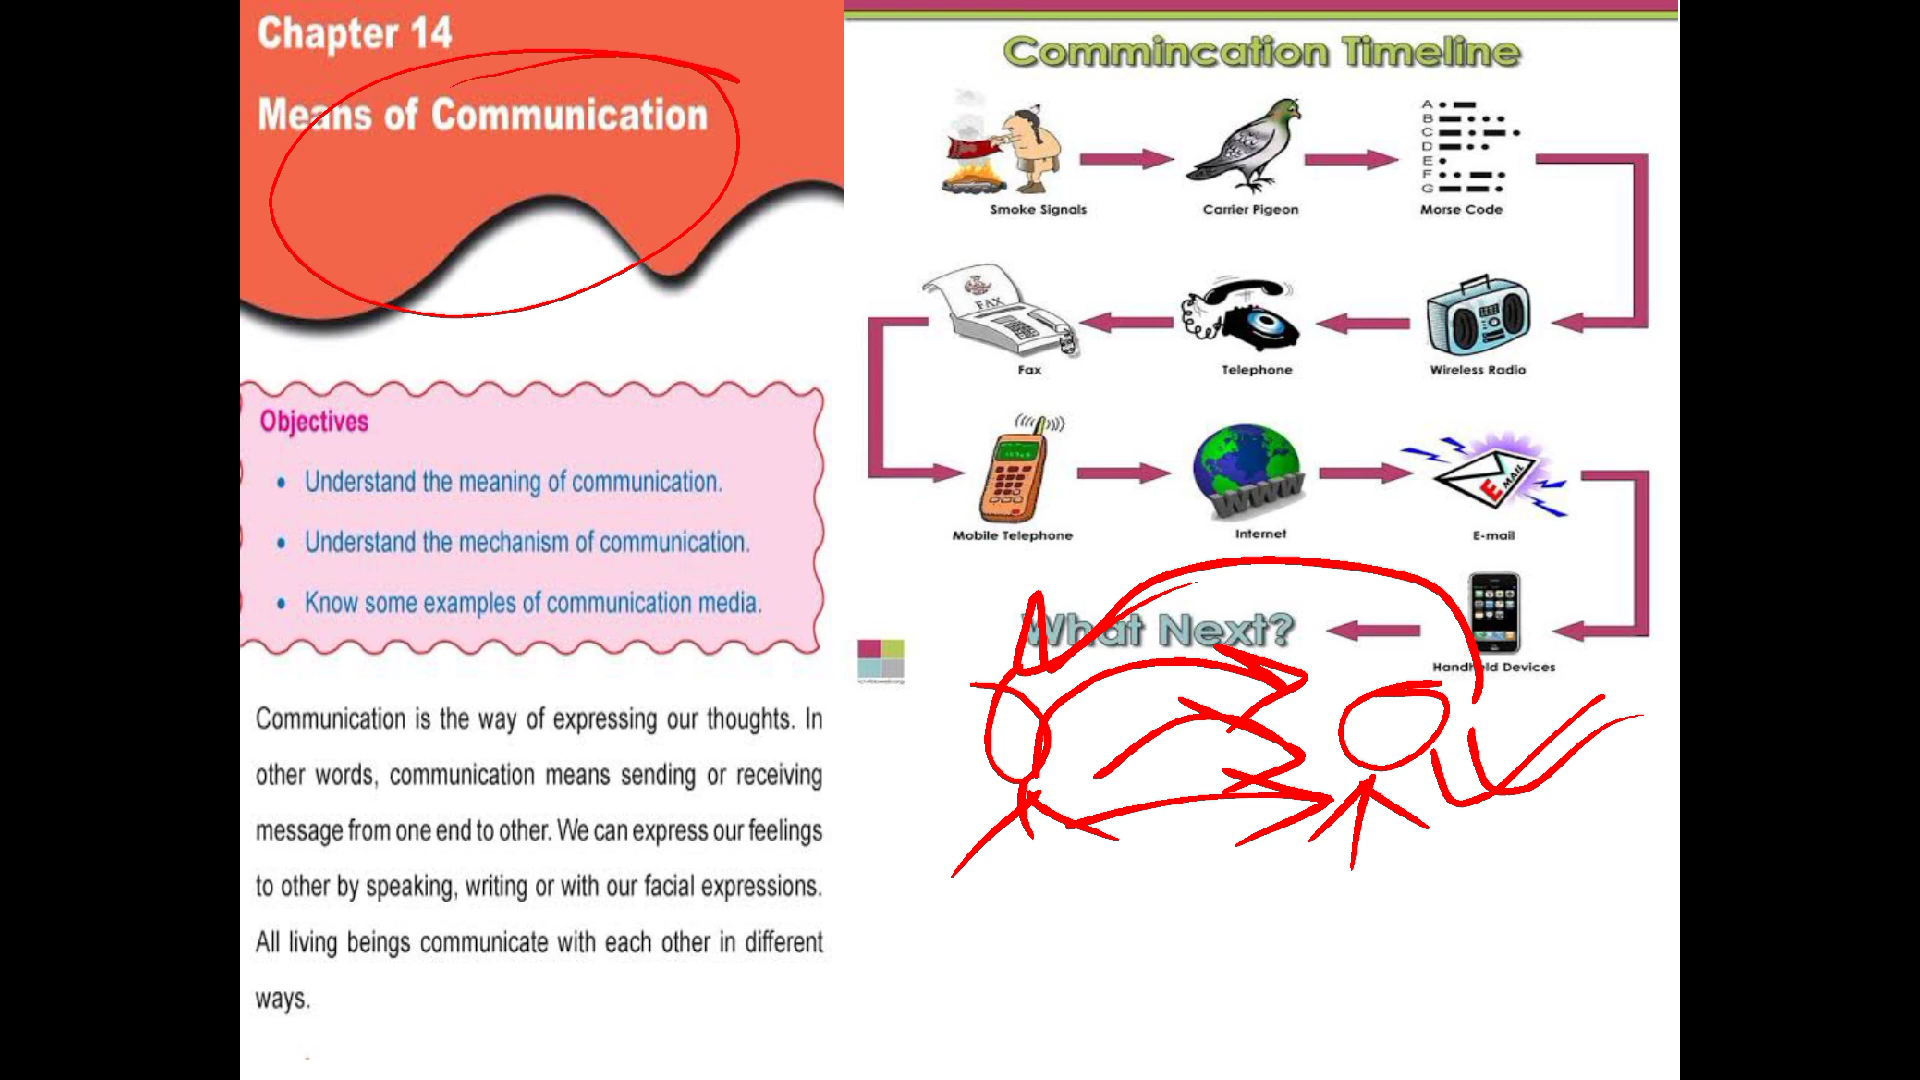 Chapter 14
Means of Communication
Objectives
• Understand the meaning of communication.
• Understand the mechanism of communication.
• Know some examples of communication media.
Communication is the way of expressing our thoughts. In
other words, communication means sending or receiving
message from one end to other. We can express our feelings
to other by speaking, writing or with our facial expressions.
All living beings communicate with each other in different
ways.
Commincation Timeline
A
B
C
D
E
F
G
Smoke Signals
Carrier Pigeon
Morse Code
FAX
Fax
Telephone
Wireless Radio
WWW
E MAIL
Mobile Telephone
Internet
E-mail
What Next?
Handheld Devices